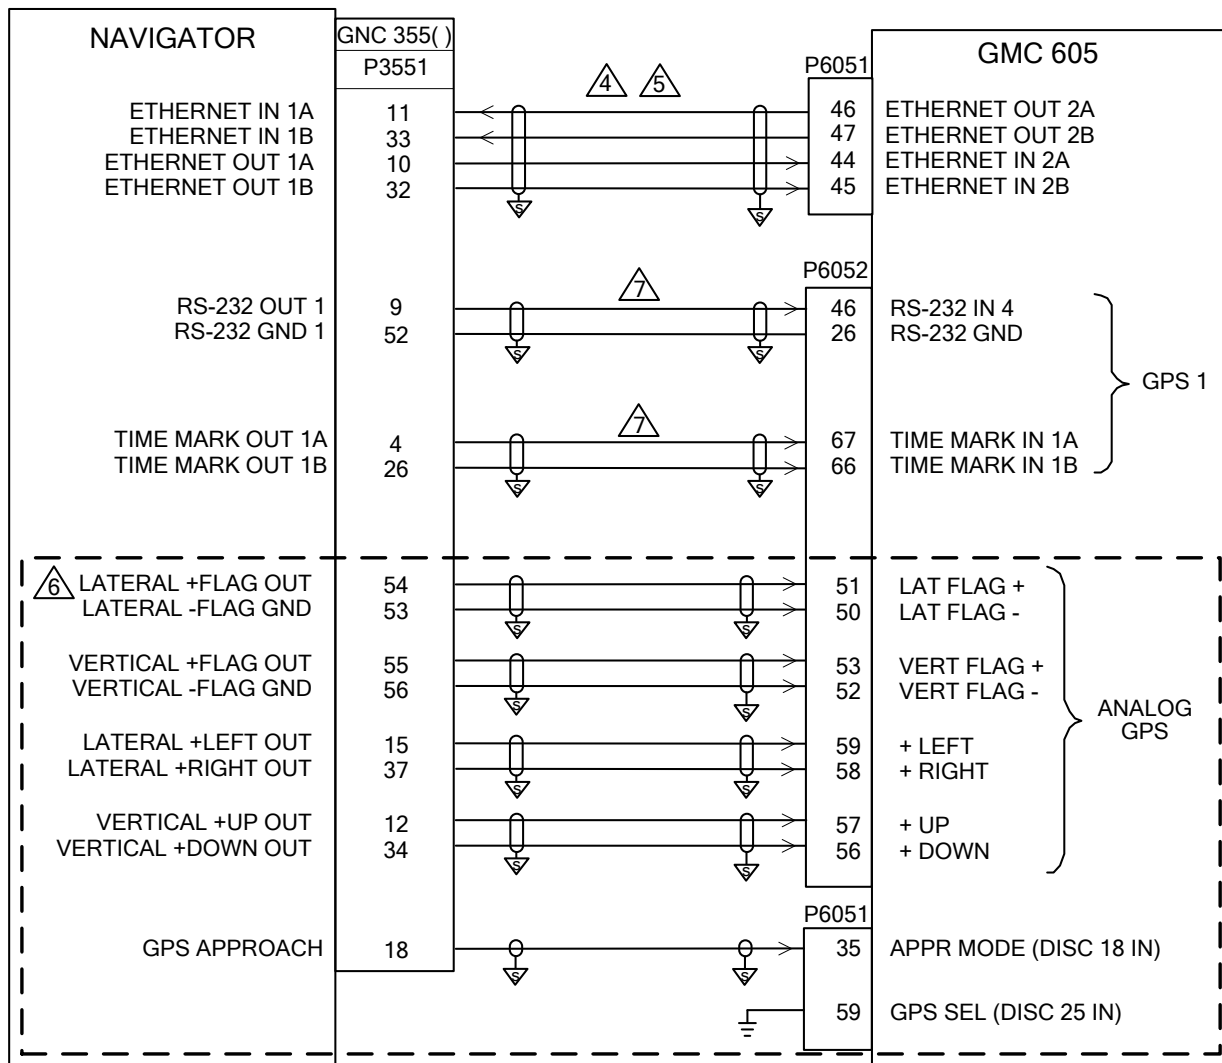 NAVIGATOR
GNC 355( )
P3551
GMC 605
P6051
4 5
ETHERNET IN 1A 11 46 ETHERNET OUT 2A
ETHERNET IN 1B 33 47 ETHERNET OUT 2B
ETHERNET OUT 1A 10 44 ETHERNET IN 2A
ETHERNET OUT 1B 32 45 ETHERNET IN 2B
S S
P6052
7
RS-232 OUT 1 9 46 RS-232 IN 4
RS-232 GND 1 52 26 RS-232 GND
S S
GPS 1
7
TIME MARK OUT 1A 4 67 TIME MARK IN 1A
TIME MARK OUT 1B 26 66 TIME MARK IN 1B
S S
6 LATERAL +FLAG OUT 54 51 LAT FLAG +
LATERAL -FLAG GND 53 50 LAT FLAG -
S S
VERTICAL +FLAG OUT 55 53 VERT FLAG +
VERTICAL -FLAG GND 56 52 VERT FLAG -
S S
ANALOG
GPS
LATERAL +LEFT OUT 15 59 + LEFT
LATERAL +RIGHT OUT 37 58 + RIGHT
S S
VERTICAL +UP OUT 12 57 + UP
VERTICAL +DOWN OUT 34 56 + DOWN
S S
P6051
GPS APPROACH 18 35 APPR MODE (DISC 18 IN)
S S
59 GPS SEL (DISC 25 IN)